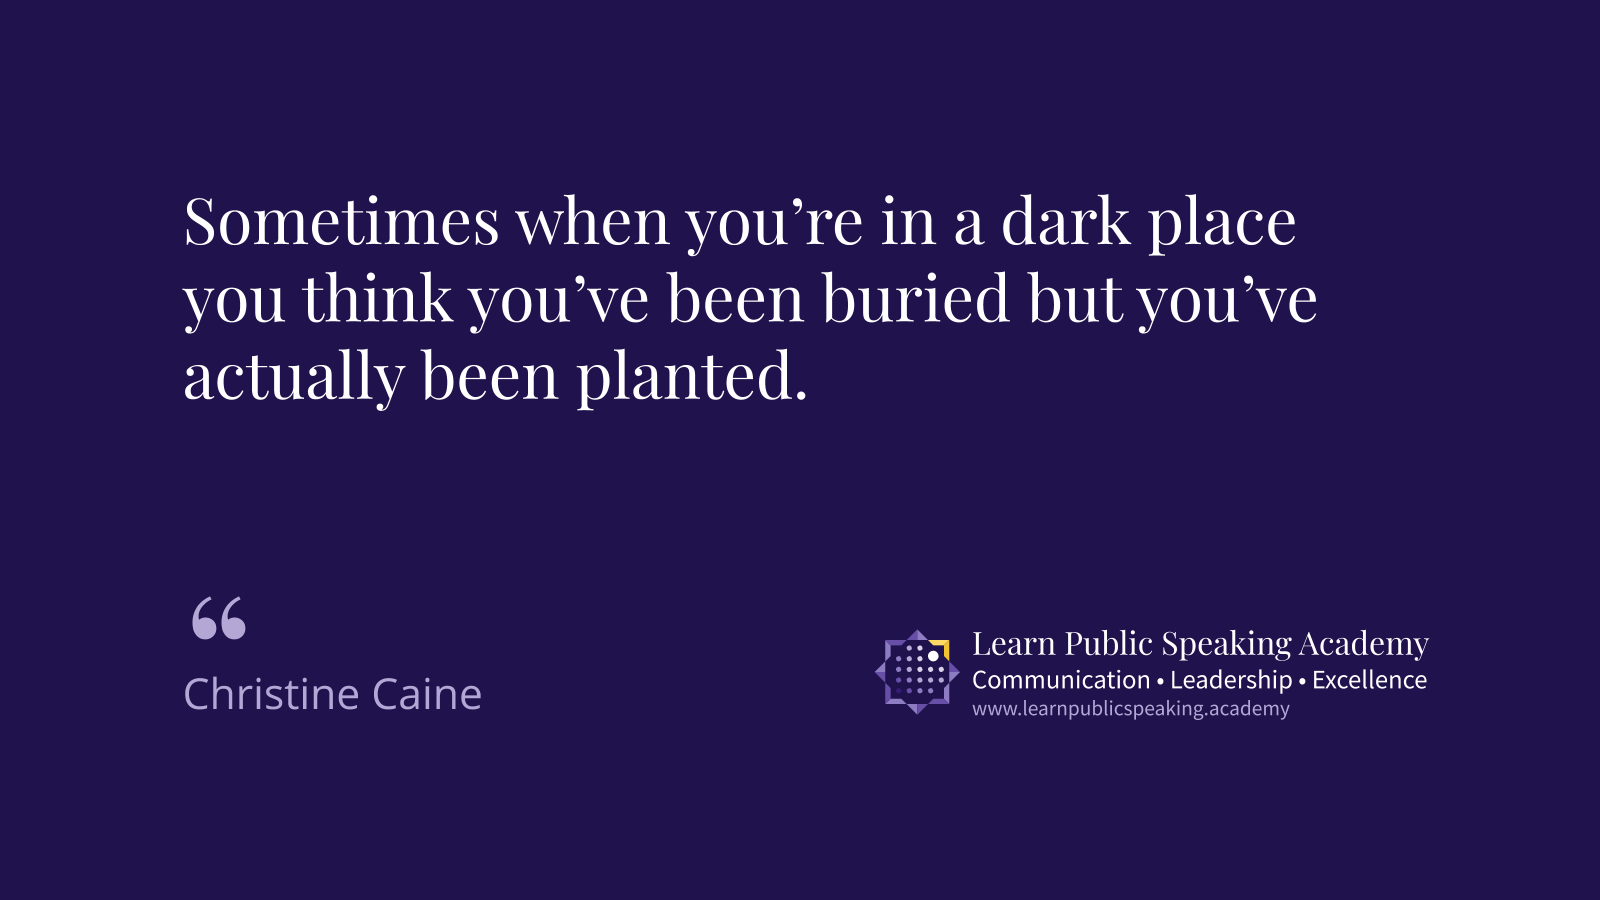 Sometimes when you’re in a dark place
you think you’ve been buried but you’ve
actually been planted.
“
Christine Caine
Learn Public Speaking Academy
Communication • Leadership • Excellence
www.learnpublicspeaking.academy